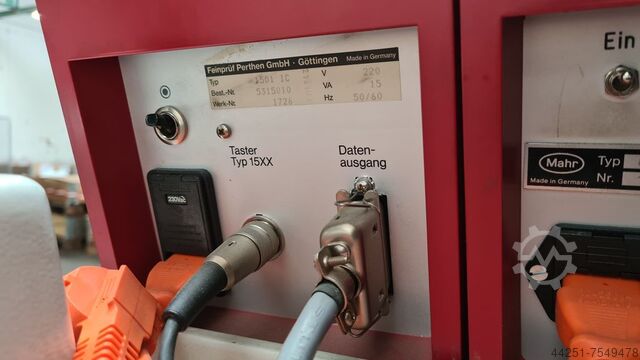 Feinprüf Perthen GmbH · Göttingen Made in Germany
Typ 1501 1C V 220
Best.-Nr. 5315010 VA 15
Werk-Nr. 1726 Hz 50/60
Taster
Typ 15XX
Daten-
ausgang
230V
Ein
Mahr Typ
Made in Germany Nr.
44251-7549478